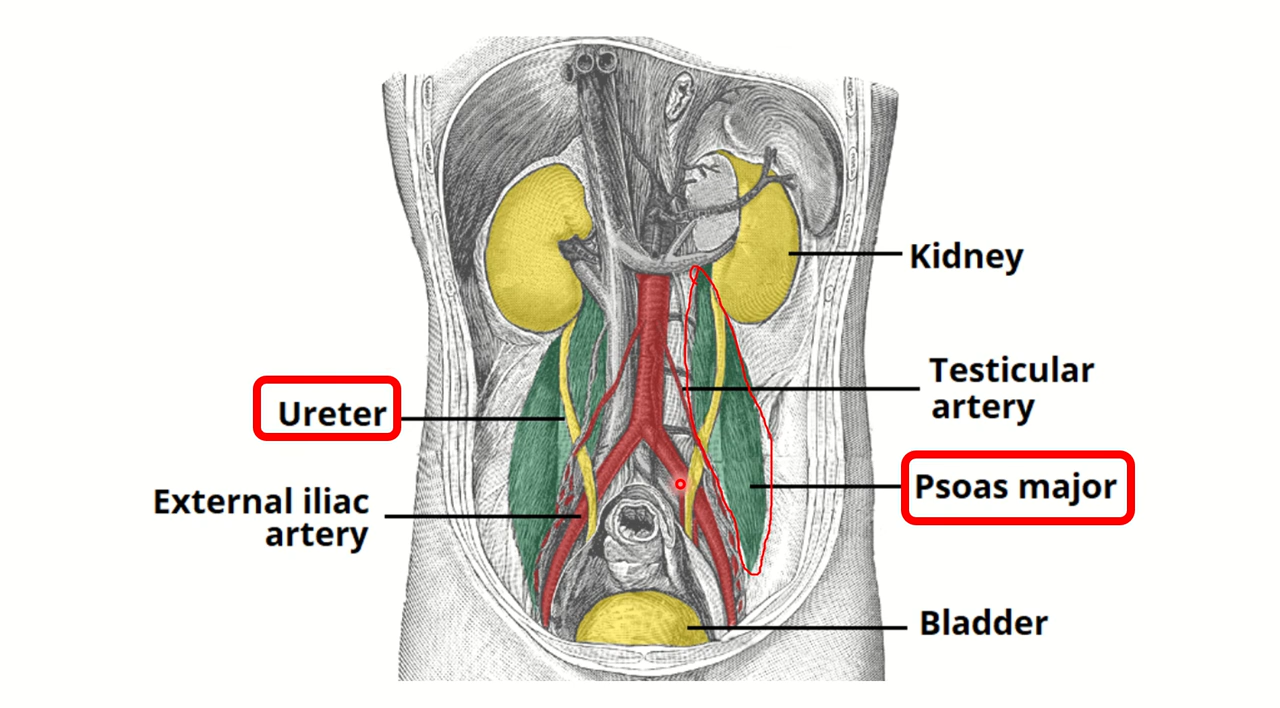 Kidney
Testicular
artery
Ureter
Psoas major
External iliac
artery
Bladder